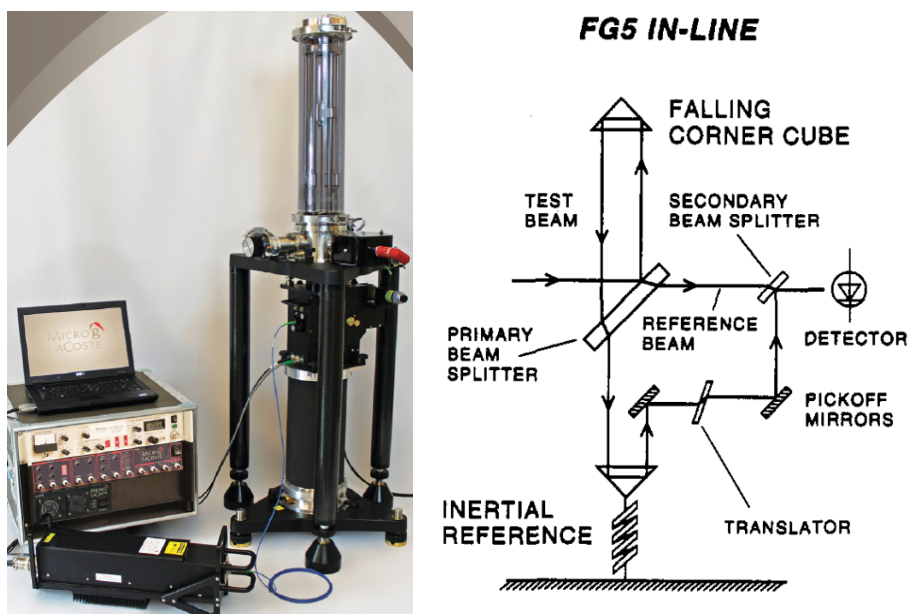 MICRO g
LACOSTE
FG5 IN-LINE
FALLING
CORNER CUBE
TEST
BEAM
SECONDARY
BEAM SPLITTER
PRIMARY
BEAM
SPLITTER
REFERENCE
BEAM
DETECTOR
PICKOFF
MIRRORS
INERTIAL
REFERENCE
TRANSLATOR